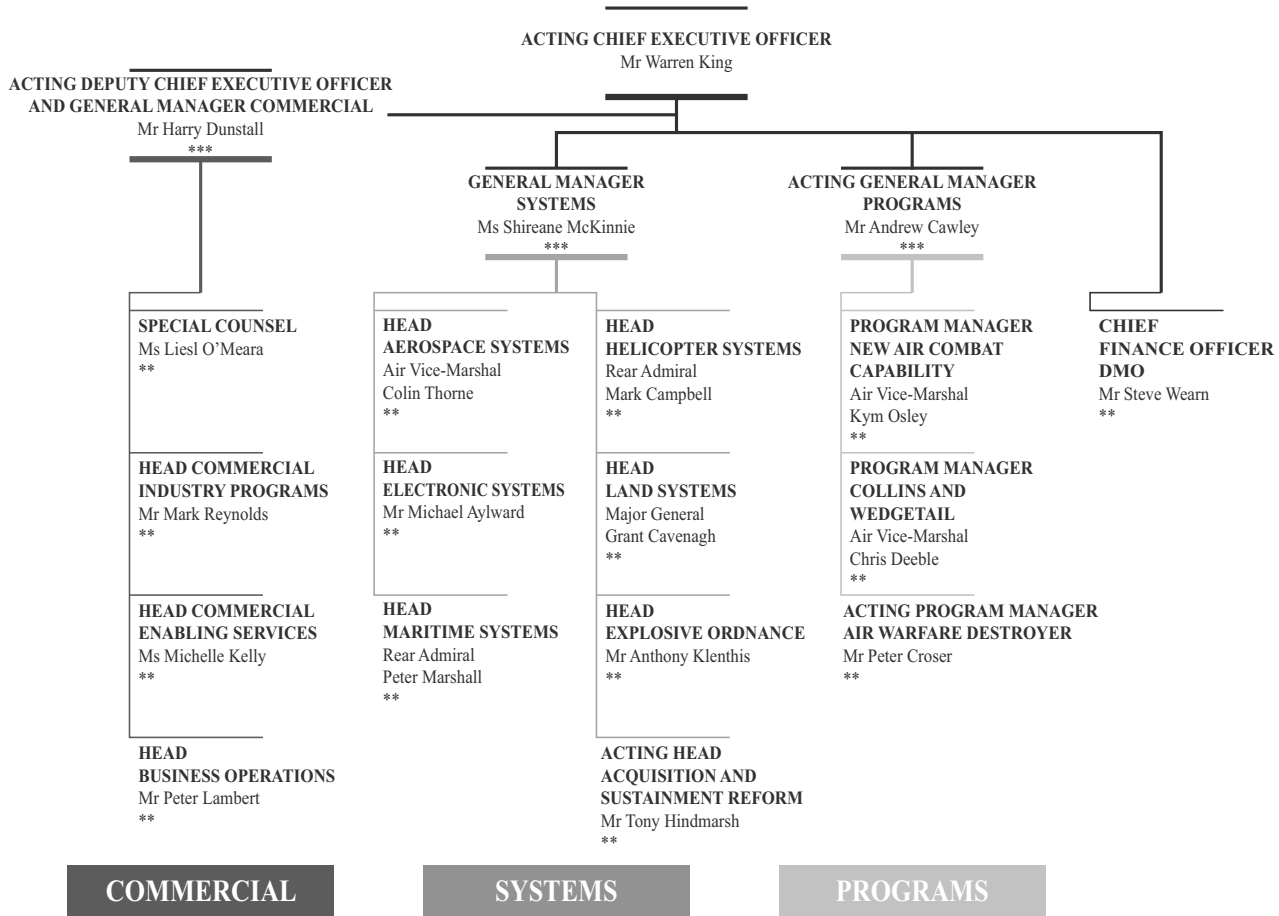 ACTING CHIEF EXECUTIVE OFFICER
Mr Warren King
ACTING DEPUTY CHIEF EXECUTIVE OFFICER
AND GENERAL MANAGER COMMERCIAL
Mr Harry Dunstall
***
GENERAL MANAGER
SYSTEMS
Ms Shireane McKinnie
***
ACTING GENERAL MANAGER
PROGRAMS
Mr Andrew Cawley
***
SPECIAL COUNSEL
Ms Liesl O’Meara
**
HEAD COMMERCIAL
INDUSTRY PROGRAMS
Mr Mark Reynolds
**
HEAD COMMERCIAL
ENABLING SERVICES
Ms Michelle Kelly
**
HEAD
BUSINESS OPERATIONS
Mr Peter Lambert
**
HEAD
AEROSPACE SYSTEMS
Air Vice-Marshal
Colin Thorne
**
HEAD
ELECTRONIC SYSTEMS
Mr Michael Aylward
**
HEAD
MARITIME SYSTEMS
Rear Admiral
Peter Marshall
**
HEAD
HELICOPTER SYSTEMS
Rear Admiral
Mark Campbell
**
HEAD
LAND SYSTEMS
Major General
Grant Cavenagh
**
HEAD
EXPLOSIVE ORDNANCE
Mr Anthony Klenthis
**
ACTING HEAD
ACQUISITION AND
SUSTAINMENT REFORM
Mr Tony Hindmarsh
**
PROGRAM MANAGER
NEW AIR COMBAT
CAPABILITY
Air Vice-Marshal
Kym Osley
**
PROGRAM MANAGER
COLLINS AND
WEDGETAIL
Air Vice-Marshal
Chris Deeble
**
ACTING PROGRAM MANAGER
AIR WARFARE DESTROYER
Mr Peter Croser
**
CHIEF
FINANCE OFFICER
DMO
Mr Steve Wearn
**
COMMERCIAL
SYSTEMS
PROGRAMS